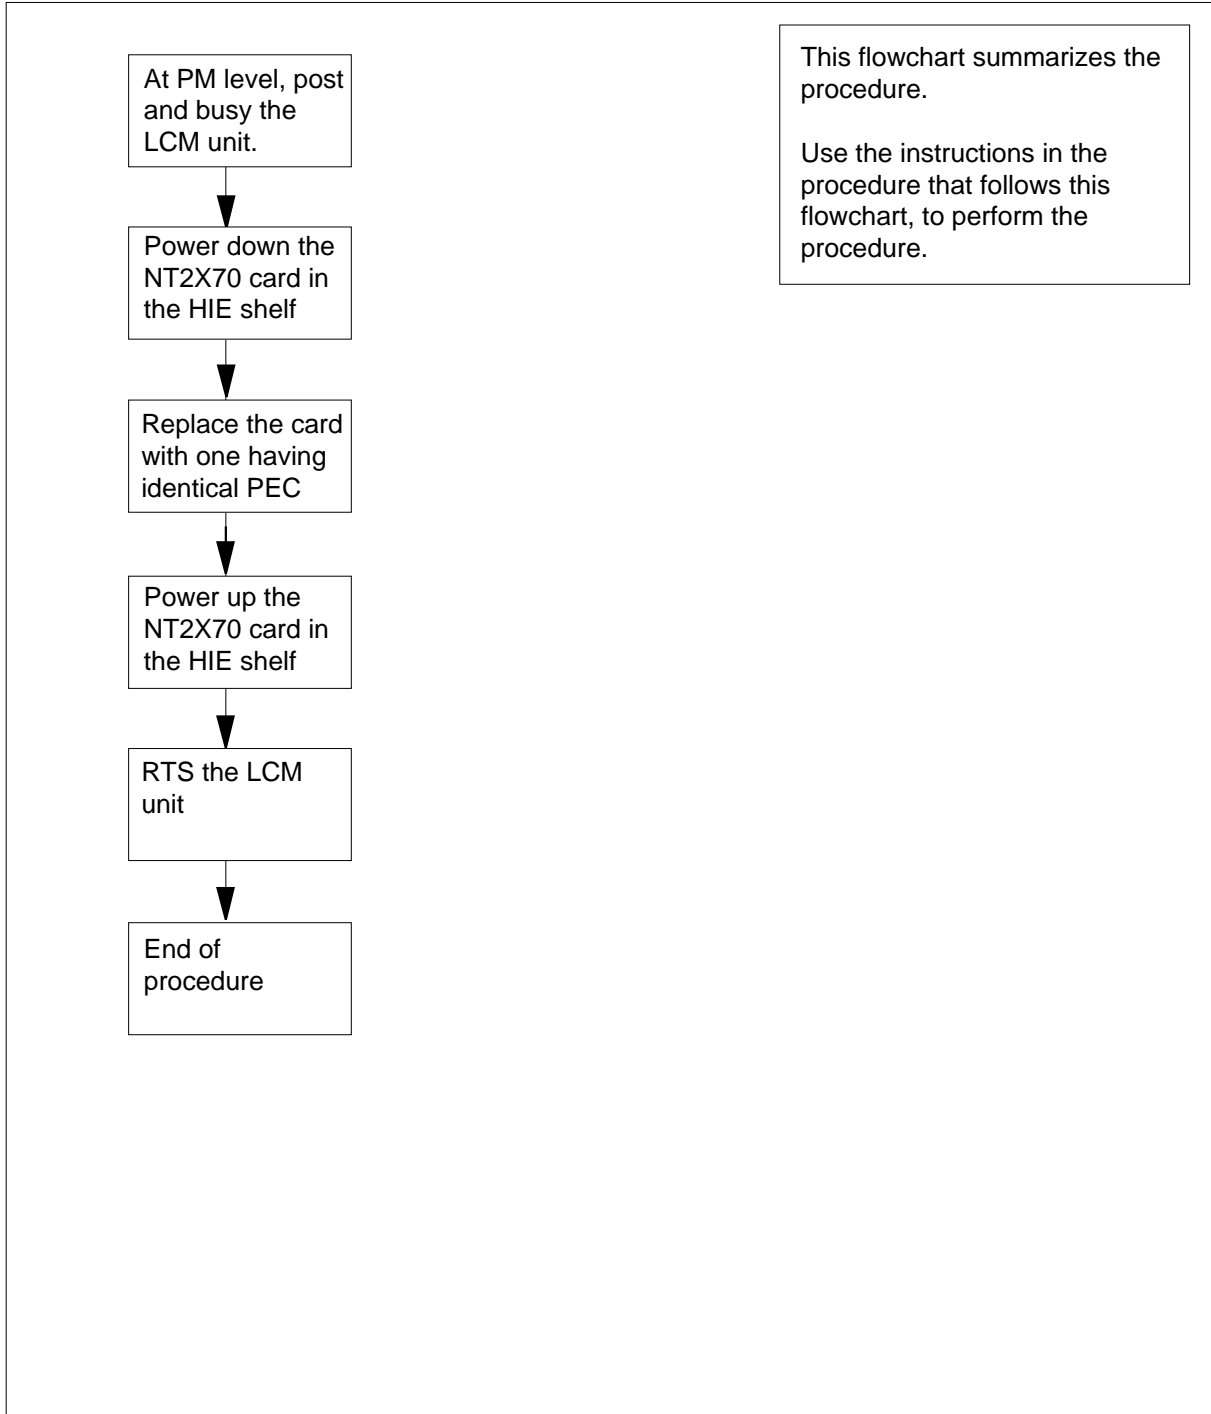 At PM level, post
and busy the
LCM unit.
Power down the
NT2X70 card in
the HIE shelf
Replace the card
with one having
identical PEC
Power up the
NT2X70 card in
the HIE shelf
RTS the LCM
unit
End of
procedure
This flowchart summarizes the
procedure.
Use the instructions in the
procedure that follows this
flowchart, to perform the
procedure.